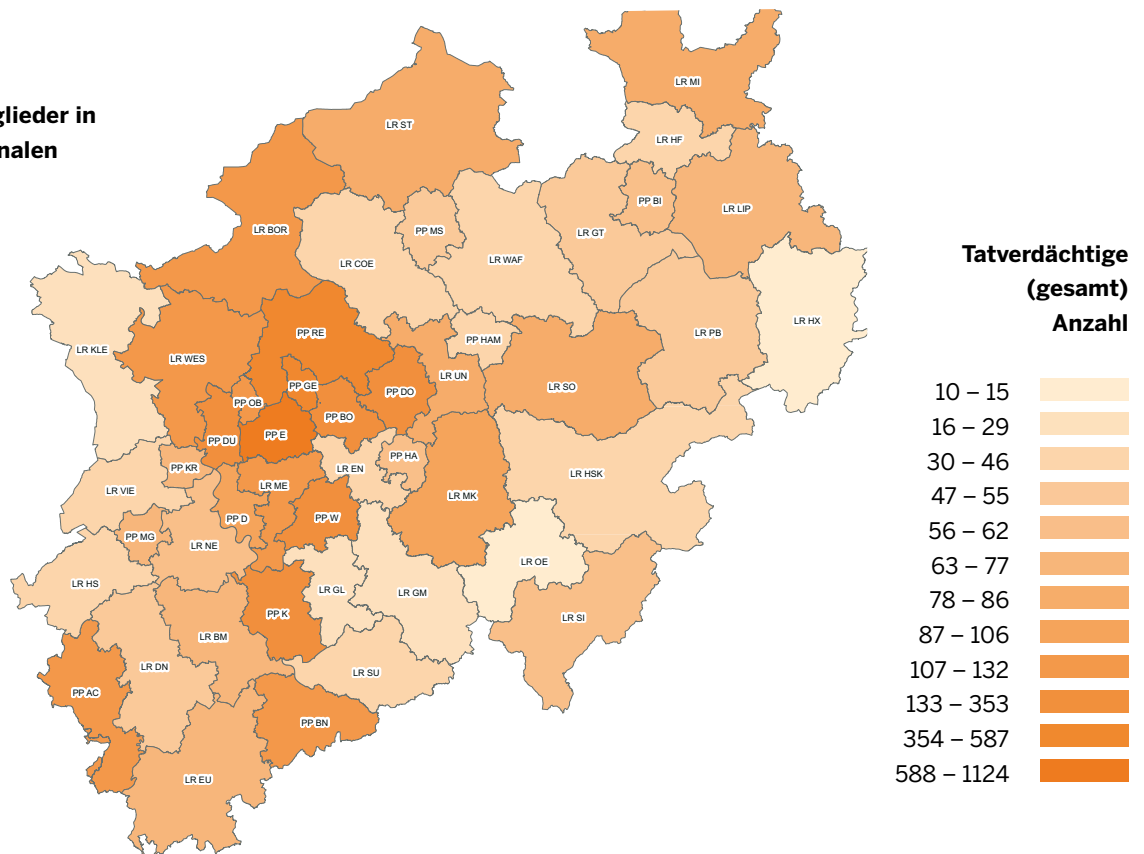 glieder in
nalen
LR MI
LR ST
LR HF
PP BI
LR LIP
PP MS
LR BOR
LR GT
LR COE
LR WAF
LR HX
PP RE
LR PB
PP HAM
LR KLE
LR WES
LR UN
PP GE
LR SO
PP DO
PP OB
PP BO
PP E
PP DU
PP HA
PP KR
LR EN
LR HSK
LR ME
LR VIE
LR MK
PP D
PP W
PP MG
LR NE
LR OE
LR HS
LR GL
LR GM
PP K
LR SI
LR BM
LR DN
LR SU
PP AC
PP BN
LR EU
Tatverdächtige
(gesamt)
Anzahl
10 – 15
16 – 29
30 – 46
47 – 55
56 – 62
63 – 77
78 – 86
87 – 106
107 – 132
133 – 353
354 – 587
588 – 1124